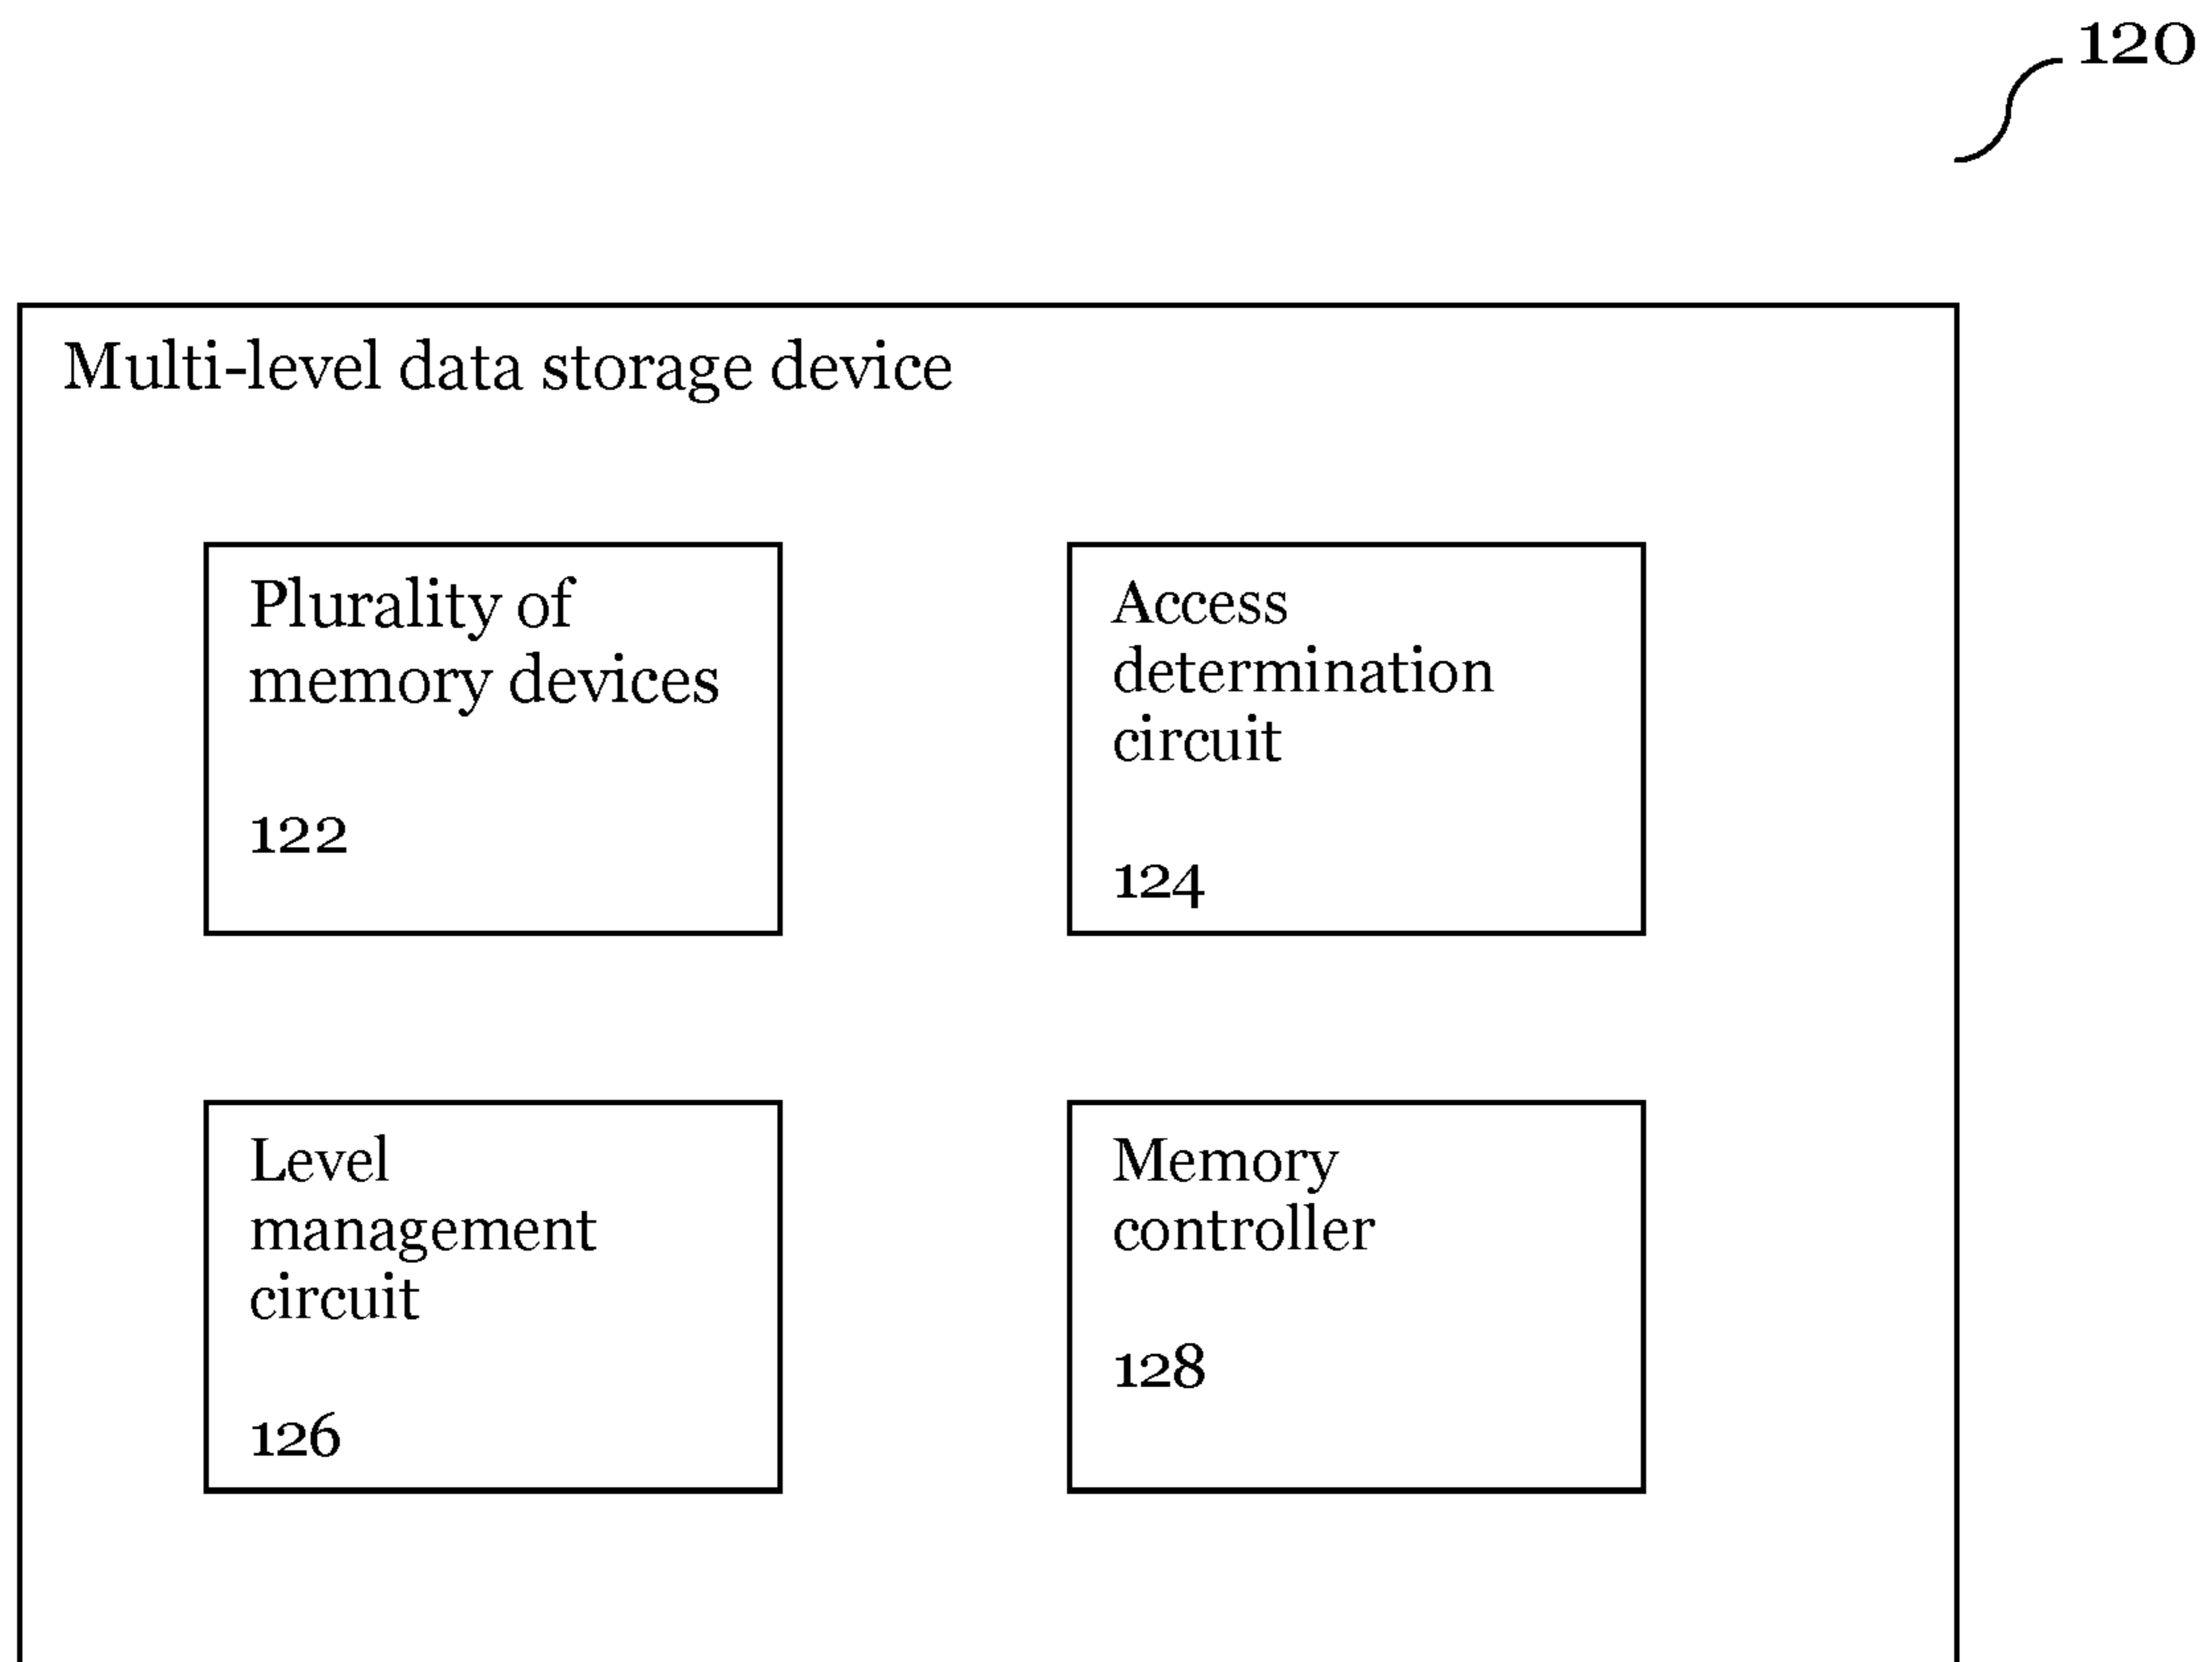 120
Multi-level data storage device
Plurality of
memory devices
122
Access
determination
circuit
124
Level
management
circuit
126
Memory
controller
128